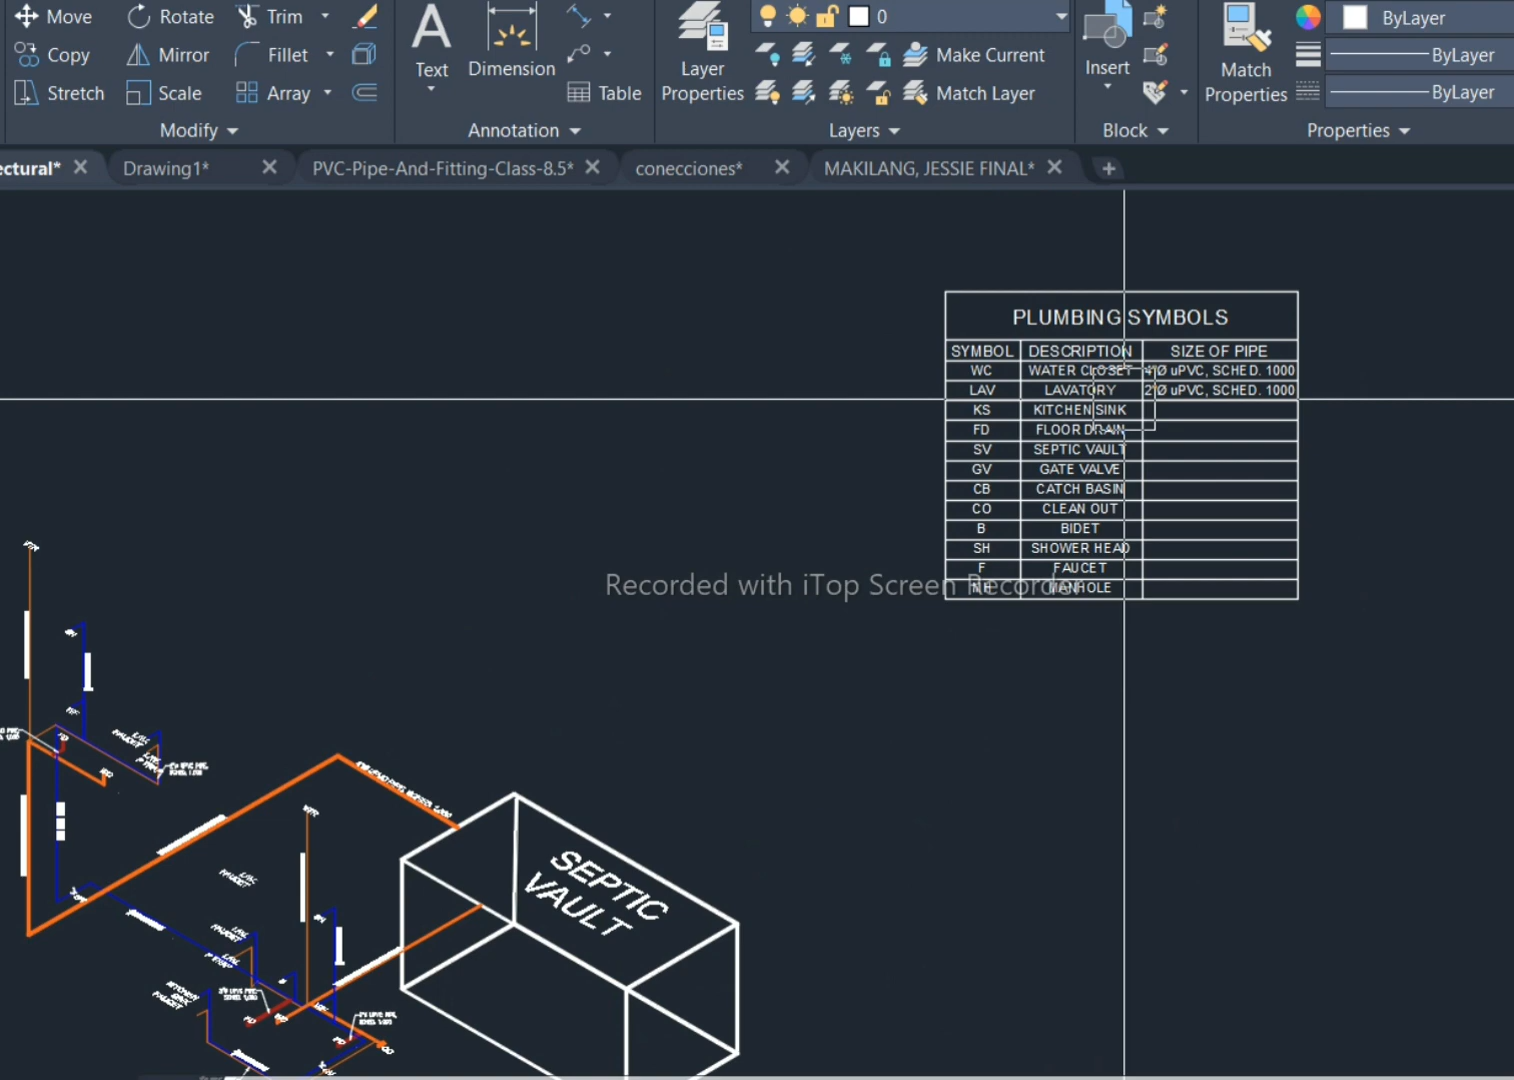 Move
Rotate
Trim
Copy
Mirror
Fillet
Stretch
Scale
Array
Modify
Text
Dimension
Table
Annotation
Layer
Properties
0
Make Current
Match Layer
Layers
Insert
Block
Match
Properties
ByLayer
ByLayer
ByLayer
Properties
ectural*
Drawing1*
PVC-Pipe-And-Fitting-Class-8.5*
conecciones*
MAKILANG, JESSIE FINAL*
PLUMBING SYMBOLS
SYMBOL DESCRIPTION SIZE OF PIPE
WC WATER CLOSET 4"Ø uPVC, SCHED. 1000
LAV LAVATORY 2"Ø uPVC, SCHED. 1000
KS KITCHEN SINK
FD FLOOR DRAIN
SV SEPTIC VAULT
GV GATE VALVE
CB CATCH BASIN
CO CLEAN OUT
B BIDET
SH SHOWER HEAD
F FAUCET
MH MANHOLE
Recorded with iTop Screen Recorder
SEPTIC
VAULT